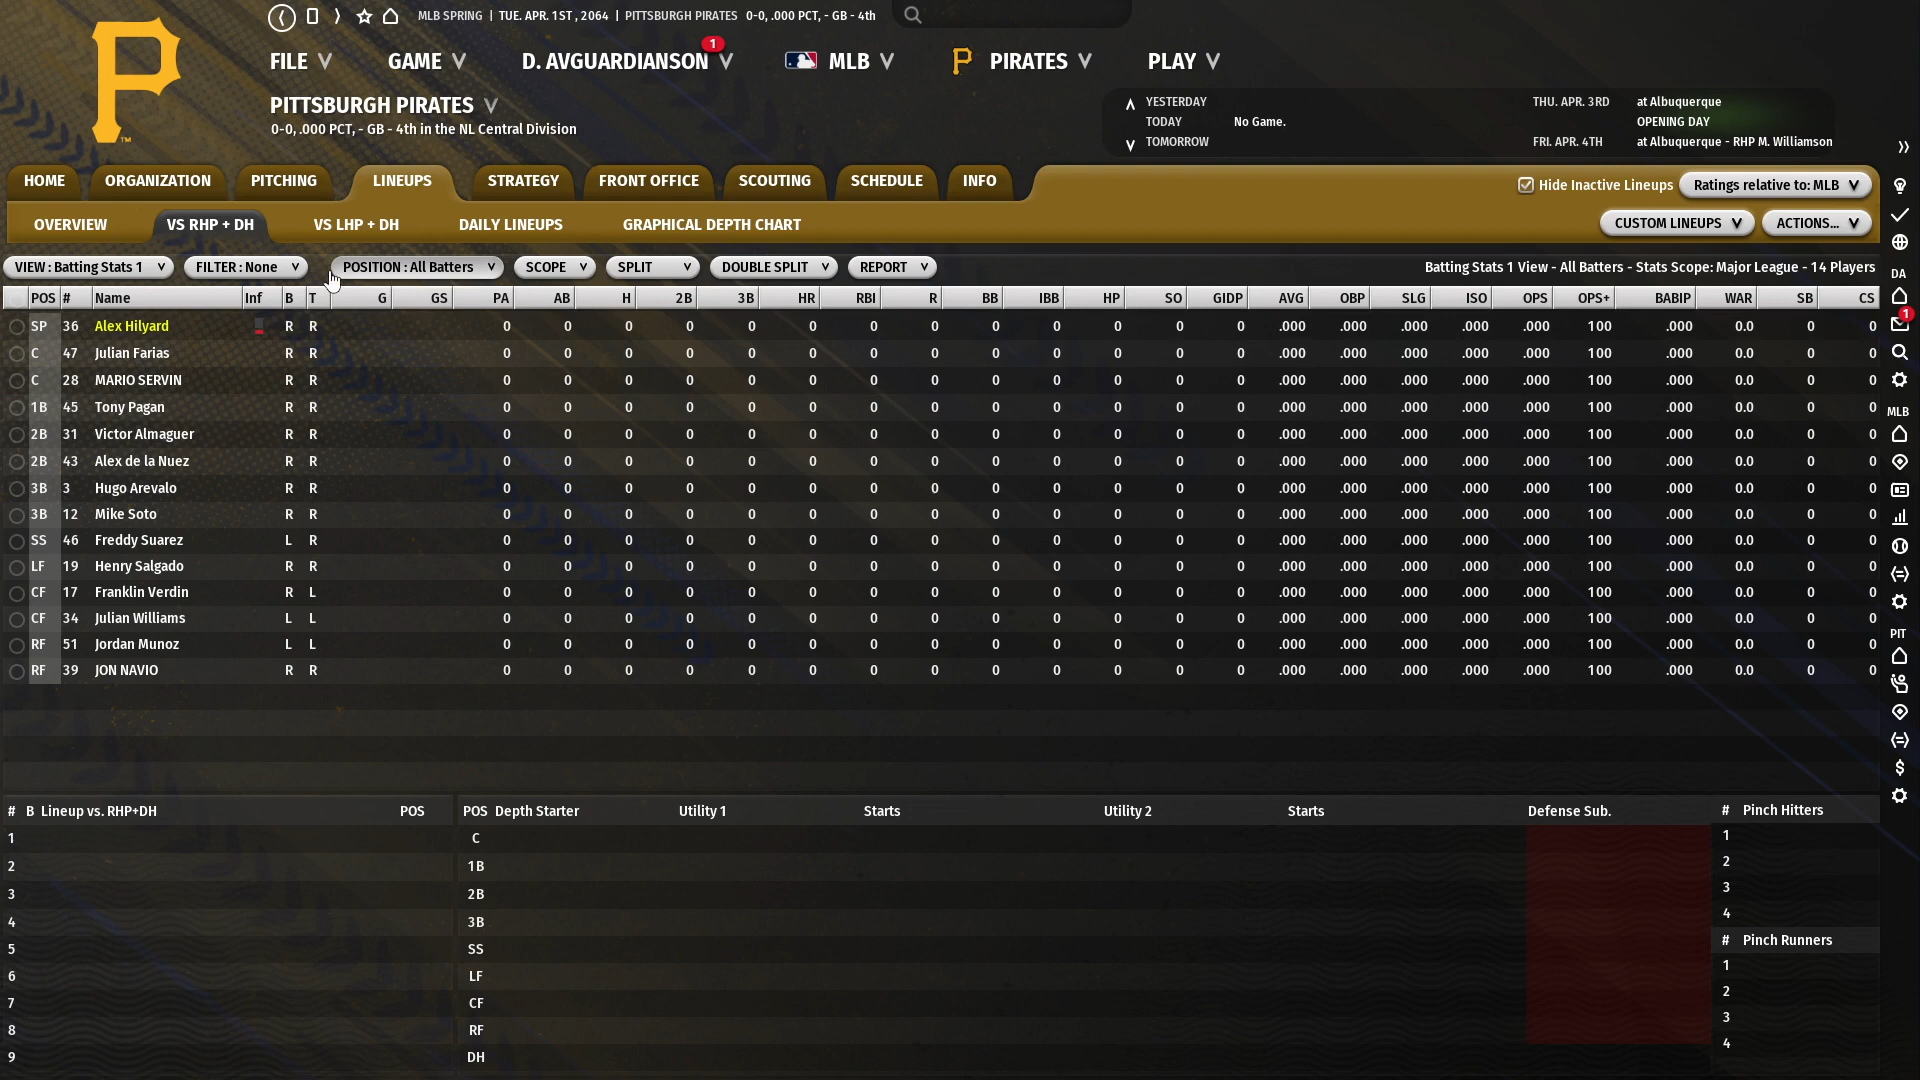 MLB SPRING | TUE. APR. 1ST , 2064 | PITTSBURGH PIRATES 0-0, .000 PCT, - GB - 4th
FILE GAME D. AVGUARDIANSON 1 MLB PIRATES PLAY
P
TM
PITTSBURGH PIRATES
0-0, .000 PCT, - GB - 4th in the NL Central Division
YESTERDAY THU. APR. 3RD at Albuquerque
TODAY No Game. OPENING DAY
TOMORROW FRI. APR. 4TH at Albuquerque - RHP M. Williamson
HOME ORGANIZATION PITCHING LINEUPS STRATEGY FRONT OFFICE SCOUTING SCHEDULE INFO Hide Inactive Lineups Ratings relative to: MLB
OVERVIEW VS RHP + DH VS LHP + DH DAILY LINEUPS GRAPHICAL DEPTH CHART CUSTOM LINEUPS ACTIONS...
VIEW : Batting Stats 1 FILTER : None POSITION : All Batters SCOPE SPLIT DOUBLE SPLIT REPORT Batting Stats 1 View - All Batters - Stats Scope: Major League - 14 Players
POS # Name Inf B T G GS PA AB H 2B 3B HR RBI R BB IBB HP SO GIDP AVG OBP SLG ISO OPS OPS+ BABIP WAR SB CS
SP 36 Alex Hilyard R R 0 0 0 0 0 0 0 0 0 0 0 0 0 .000 .000 .000 .000 .000 100 .000 0.0 0 0
C 47 Julian Farias R R 0 0 0 0 0 0 0 0 0 0 0 0 0 .000 .000 .000 .000 .000 100 .000 0.0 0 0
C 28 MARIO SERVIN R R 0 0 0 0 0 0 0 0 0 0 0 0 0 .000 .000 .000 .000 .000 100 .000 0.0 0 0
1B 45 Tony Pagan R R 0 0 0 0 0 0 0 0 0 0 0 0 0 .000 .000 .000 .000 .000 100 .000 0.0 0 0
2B 31 Victor Almaguer R R 0 0 0 0 0 0 0 0 0 0 0 0 0 .000 .000 .000 .000 .000 100 .000 0.0 0 0
2B 43 Alex de la Nuez R R 0 0 0 0 0 0 0 0 0 0 0 0 0 .000 .000 .000 .000 .000 100 .000 0.0 0 0
3B 3 Hugo Arevalo R R 0 0 0 0 0 0 0 0 0 0 0 0 0 .000 .000 .000 .000 .000 100 .000 0.0 0 0
3B 12 Mike Soto R R 0 0 0 0 0 0 0 0 0 0 0 0 0 .000 .000 .000 .000 .000 100 .000 0.0 0 0
SS 46 Freddy Suarez L R 0 0 0 0 0 0 0 0 0 0 0 0 0 .000 .000 .000 .000 .000 100 .000 0.0 0 0
LF 19 Henry Salgado R R 0 0 0 0 0 0 0 0 0 0 0 0 0 .000 .000 .000 .000 .000 100 .000 0.0 0 0
CF 17 Franklin Verdin R L 0 0 0 0 0 0 0 0 0 0 0 0 0 .000 .000 .000 .000 .000 100 .000 0.0 0 0
CF 34 Julian Williams L L 0 0 0 0 0 0 0 0 0 0 0 0 0 .000 .000 .000 .000 .000 100 .000 0.0 0 0
RF 51 Jordan Munoz L L 0 0 0 0 0 0 0 0 0 0 0 0 0 .000 .000 .000 .000 .000 100 .000 0.0 0 0
RF 39 JON NAVIO R R 0 0 0 0 0 0 0 0 0 0 0 0 0 .000 .000 .000 .000 .000 100 .000 0.0 0 0
DA
1
MLB
PIT
# B Lineup vs. RHP+DH POS
1
2
3
4
5
6
7
8
9
POS Depth Starter Utility 1 Starts Utility 2 Starts Defense Sub.
C
1B
2B
3B
SS
LF
CF
RF
DH
# Pinch Hitters
1
2
3
4
# Pinch Runners
1
2
3
4